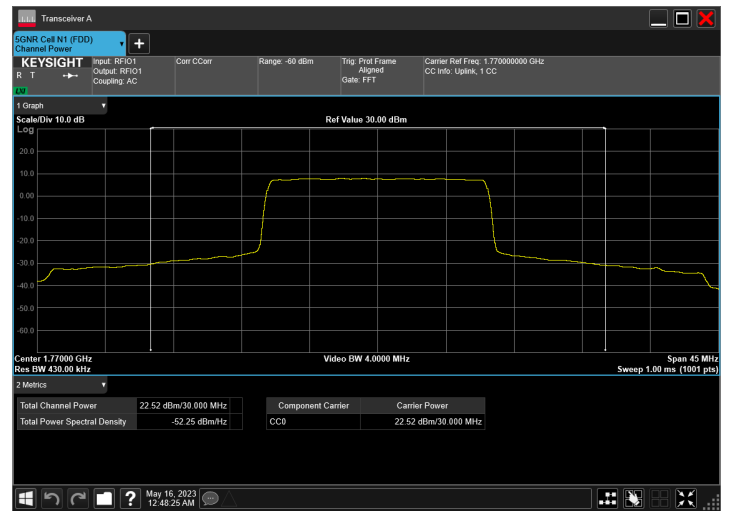 Transceiver A
5GNR Cell N1 (FDD)
Channel Power
KEYSIGHT
R T
LXI
Input: RFIO1
Output: RFIO1
Coupling: AC
Corr CCorr
Range: -60 dBm
Trig: Prot Frame
Aligned
Gate: FFT
Carrier Ref Freq: 1.770000000 GHz
CC Info: Uplink, 1 CC
1 Graph
Scale/Div 10.0 dB
Ref Value 30.00 dBm
Log
20.0
10.0
0.00
-10.0
-20.0
-30.0
-40.0
-50.0
-60.0
Center 1.77000 GHz
Video BW 4.0000 MHz
Span 45 MHz
Res BW 430.00 kHz
Sweep 1.00 ms (1001 pts)
2 Metrics
Total Channel Power 22.52 dBm/30.000 MHz
Total Power Spectral Density -52.25 dBm/Hz
Component Carrier Carrier Power
CC0 22.52 dBm/30.000 MHz
?
May 16, 2023
12:48:25 AM